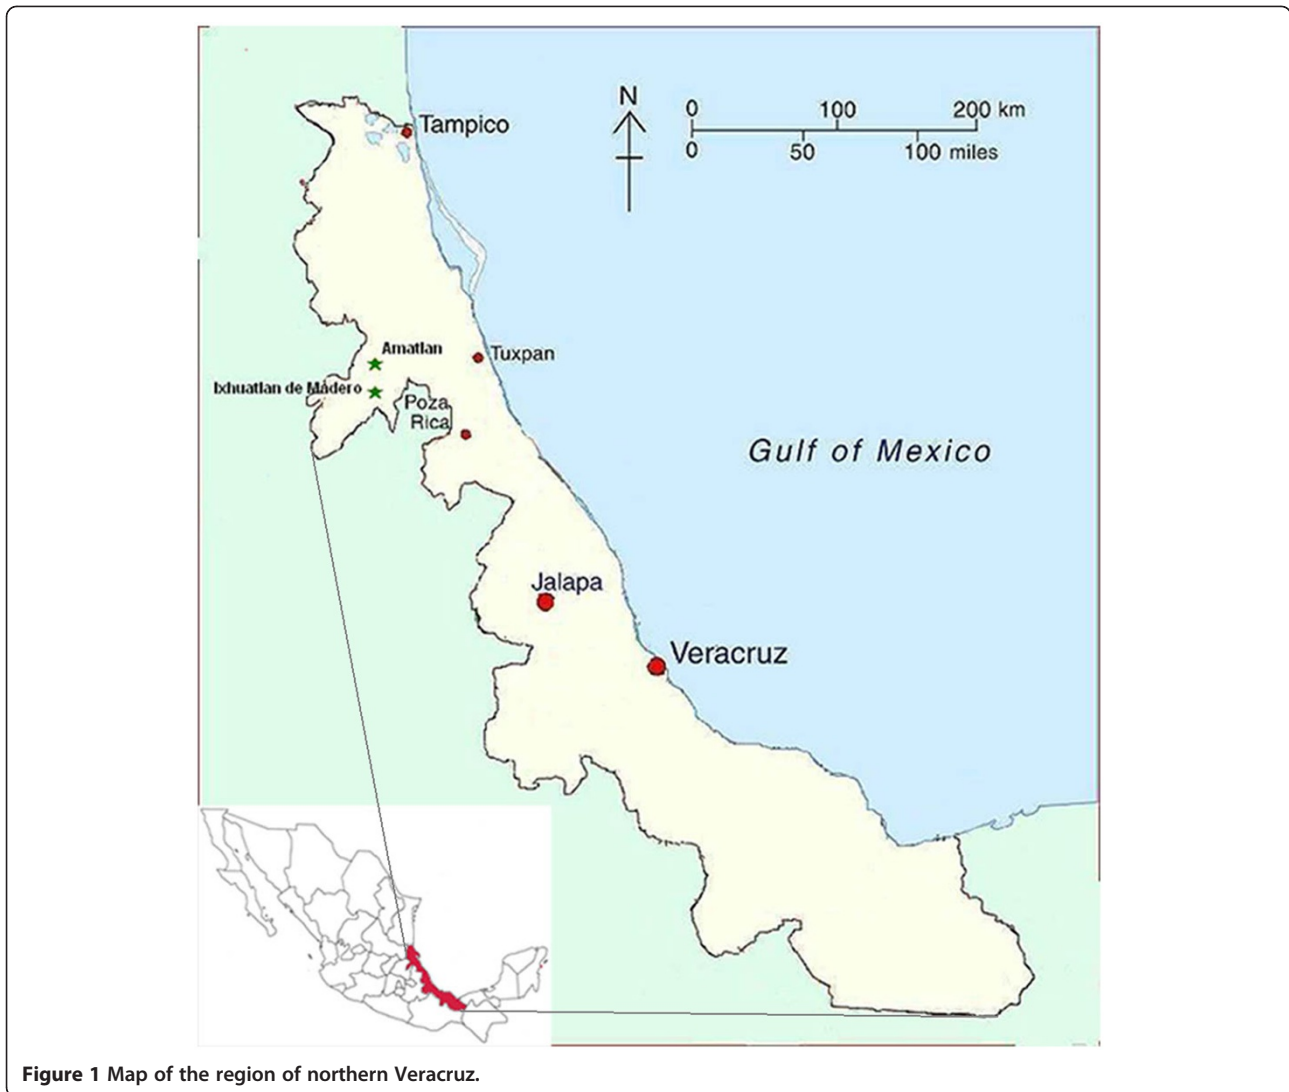 N
0 100 200 km
0 50 100 miles
Tampico
Amatlan
Tuxpan
Ixhuatlan de Madero
Poza
Rica
Gulf of Mexico
Jalapa
Veracruz
Figure 1 Map of the region of northern Veracruz.